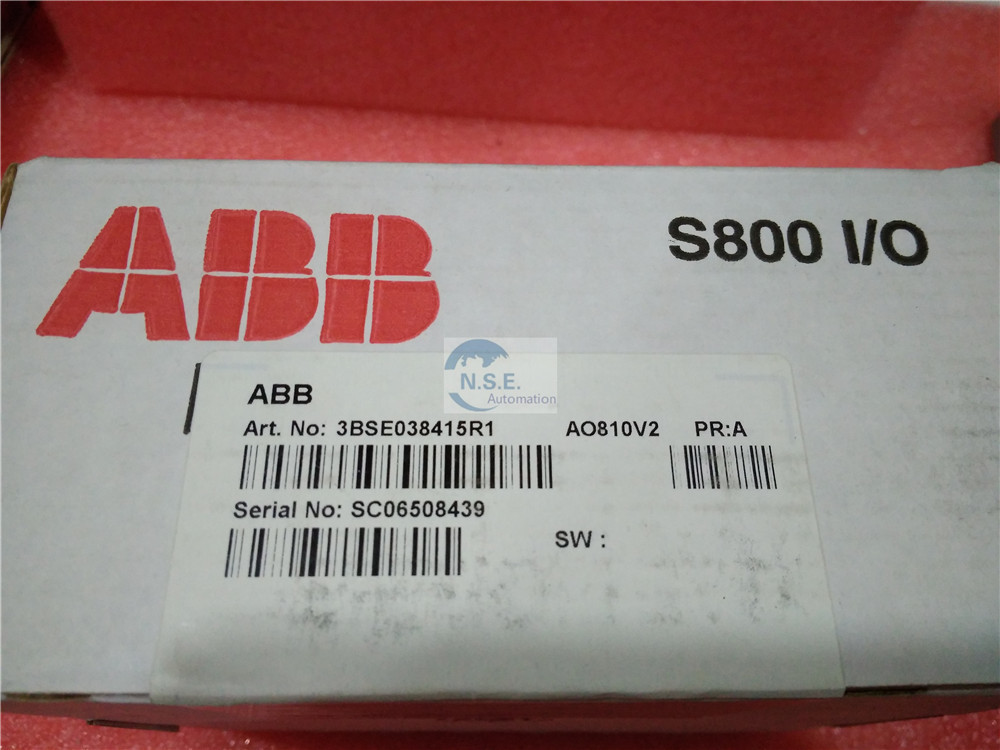 ABB
S800 I/O
N.S.E.
Automation
ABB
Art. No: 3BSE038415R1 AO810V2 PR:A
Serial No: SC06508439
SW :